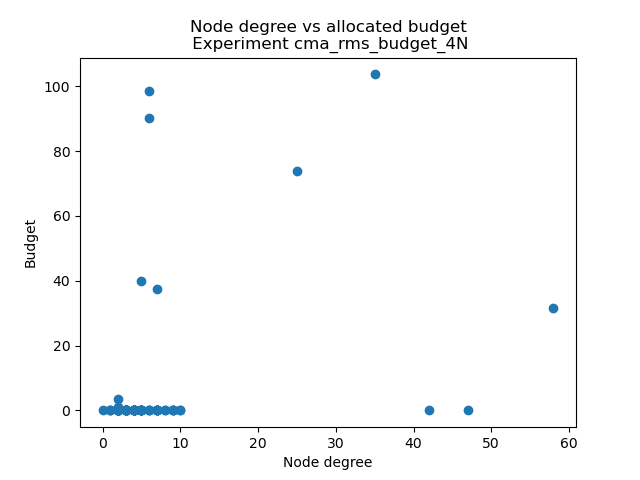 Node degree vs allocated budget
Experiment cma_rms_budget_4N
100
80
60
40
20
0
Budget
0 10 20 30 40 50 60
Node degree